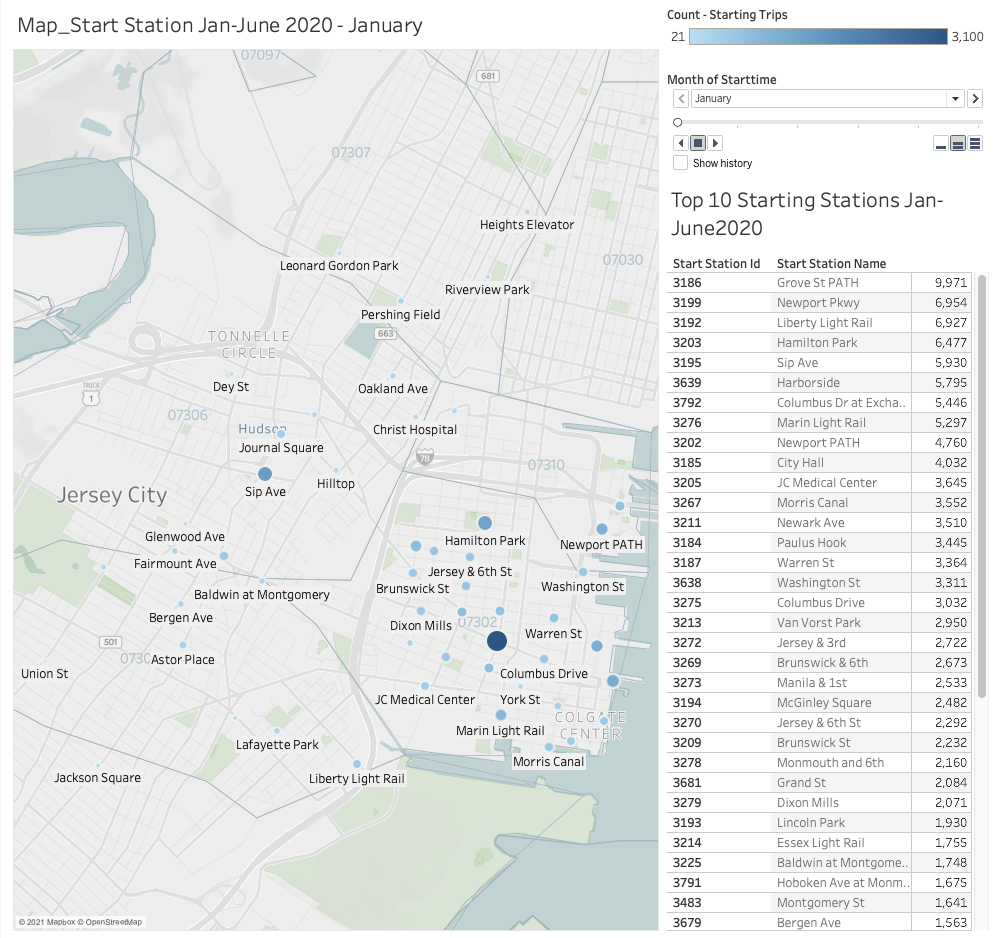 Map_Start Station Jan-June 2020 - January
07097
681
07307
Heights Elevator
Leonard Gordon Park
07030
Riverview Park
Pershing Field
663
TONNELLE
CIRCLE
Dey St
TRUCK
1
Oakland Ave
07306
Hudson
Christ Hospital
Journal Square
78
07310
Sip Ave
Hilltop
Jersey City
Glenwood Ave
Hamilton Park
Newport PATH
Fairmount Ave
Jersey & 6th St
Brunswick St
Washington St
Baldwin at Montgomery
Bergen Ave
Dixon Mills
07302
Warren St
501
Astor Place
Union St
Columbus Drive
JC Medical Center
York St
COLGATE
CENTER
Marin Light Rail
Lafayette Park
Morris Canal
Jackson Square
Liberty Light Rail
© 2021 Mapbox © OpenStreetMap
Count - Starting Trips
21
3,100
Month of Starttime
January
Show history
Top 10 Starting Stations Jan-
June2020
Start Station Id Start Station Name
3186 Grove St PATH 9,971
3199 Newport Pkwy 6,954
3192 Liberty Light Rail 6,927
3203 Hamilton Park 6,477
3195 Sip Ave 5,930
3639 Harborside 5,795
3792 Columbus Dr at Excha.. 5,446
3276 Marin Light Rail 5,297
3202 Newport PATH 4,760
3185 City Hall 4,032
3205 JC Medical Center 3,645
3267 Morris Canal 3,552
3211 Newark Ave 3,510
3184 Paulus Hook 3,445
3187 Warren St 3,364
3638 Washington St 3,311
3275 Columbus Drive 3,032
3213 Van Vorst Park 2,950
3272 Jersey & 3rd 2,722
3269 Brunswick & 6th 2,673
3273 Manila & 1st 2,533
3194 McGinley Square 2,482
3270 Jersey & 6th St 2,292
3209 Brunswick St 2,232
3278 Monmouth and 6th 2,160
3681 Grand St 2,084
3279 Dixon Mills 2,071
3193 Lincoln Park 1,930
3214 Essex Light Rail 1,755
3225 Baldwin at Montgome.. 1,748
3791 Hoboken Ave at Monm.. 1,675
3483 Montgomery St 1,641
3679 Bergen Ave 1,563